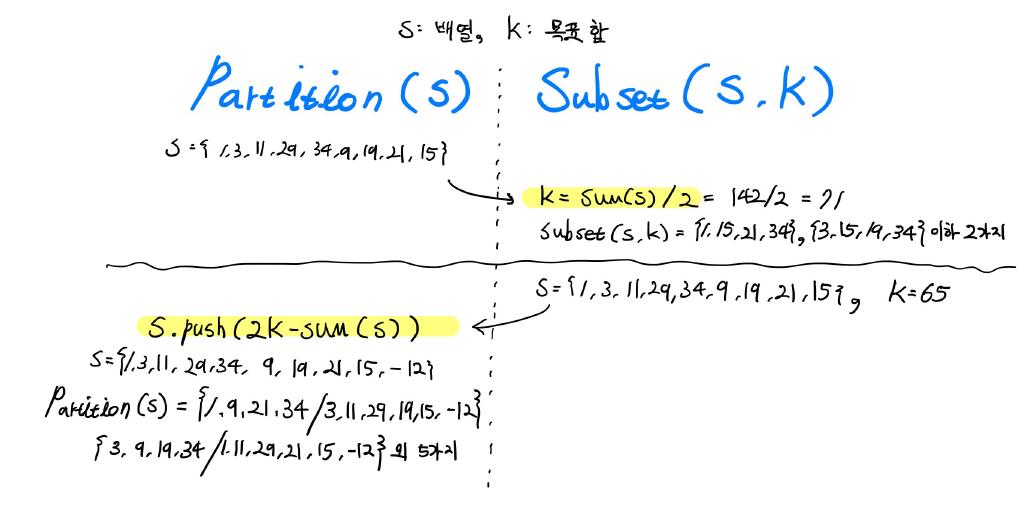 S: 배열, k: 목표합
Partition(S) Subset(S.k)
S={1,3,11,29,34,9,19,21,15}
k=sum(s)/2=142/2=71
subset(s,k)={1.15,21,34},{3.15,19,34}이하 2가지
S={1,3,11,29,34,9,19,21,15}, K=65
S.push(2k-sum(s))
S={1.3,11,29,34, 9, 19,21,15,-12}
Partition(s)={1,9,21,34/3,11,29,19,15,-12}
{3, 9,19,34/1.11,29,21,15,-12}외 5가지